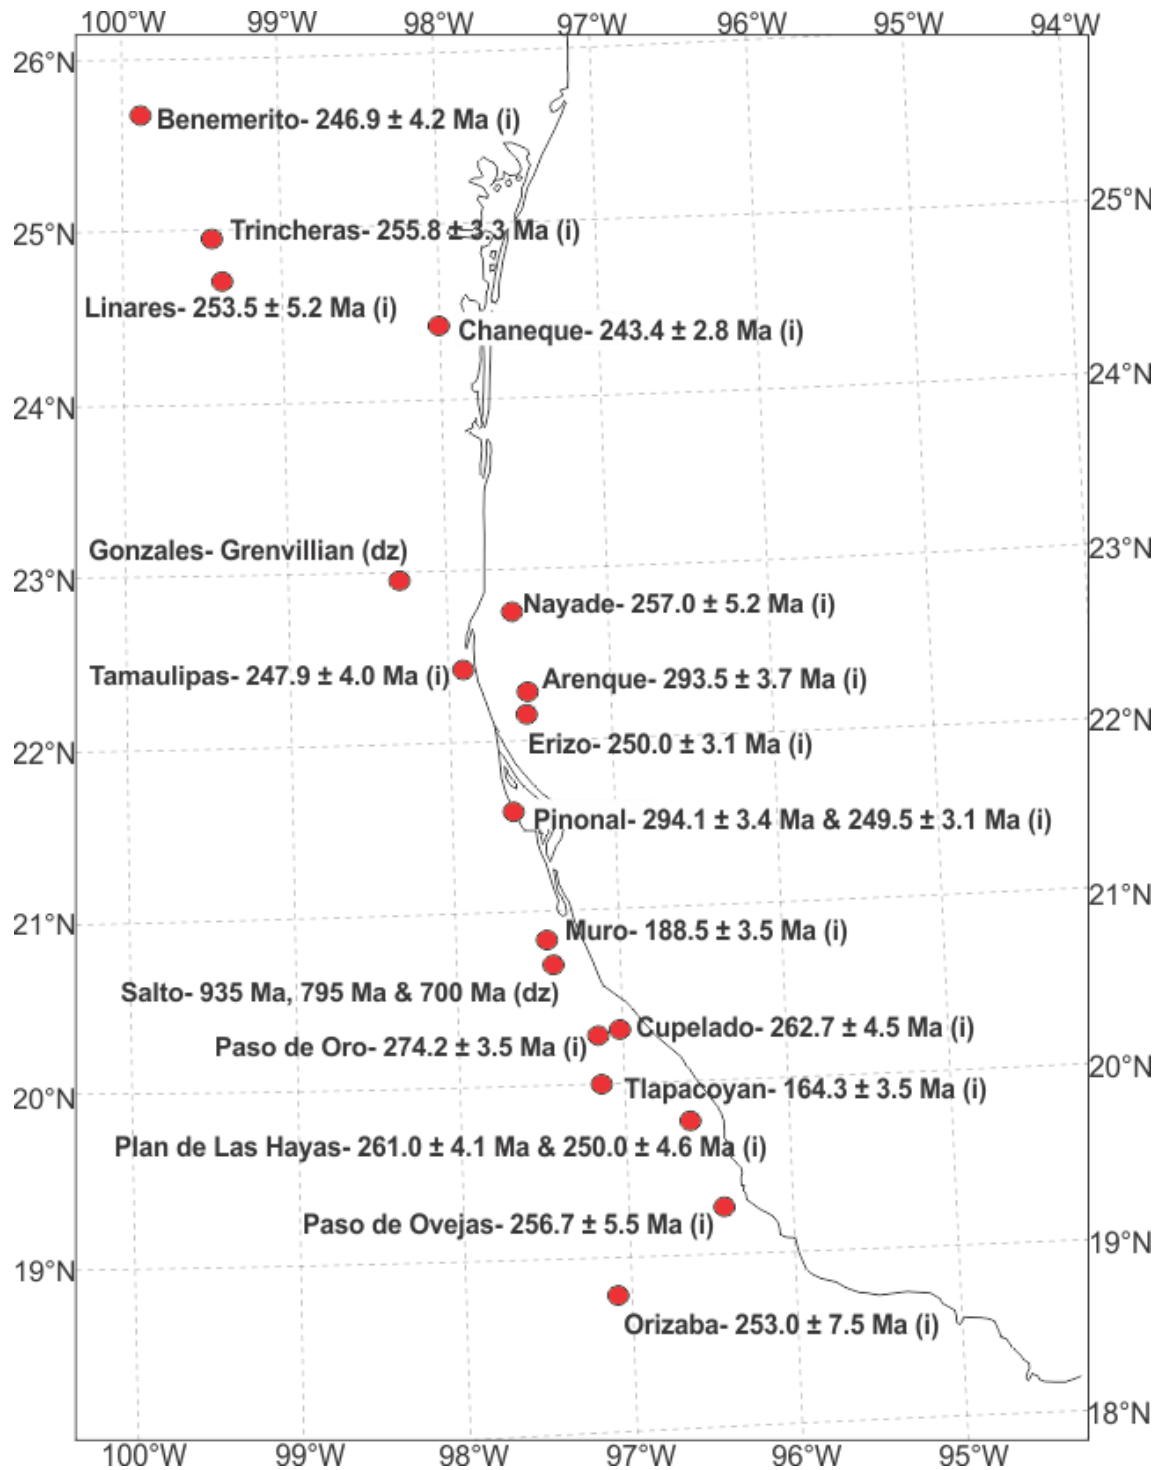 100°W 99°W 98°W 97°W 96°W 95°W 94°W
26°N
Benemerito- 246.9 ± 4.2 Ma (i)
25°N
Trincheras- 255.8 ± 3.3 Ma (i)
25°N
Linares- 253.5 ± 5.2 Ma (i)
Chaneque- 243.4 ± 2.8 Ma (i)
24°N
24°N
Gonzales- Grenvillian (dz)
23°N
23°N
Nayade- 257.0 ± 5.2 Ma (i)
Tamaulipas- 247.9 ± 4.0 Ma (i)
Arenque- 293.5 ± 3.7 Ma (i)
22°N
Erizo- 250.0 ± 3.1 Ma (i)
22°N
Pinonal- 294.1 ± 3.4 Ma & 249.5 ± 3.1 Ma (i)
21°N
21°N
Muro- 188.5 ± 3.5 Ma (i)
Salto- 935 Ma, 795 Ma & 700 Ma (dz)
Cupelado- 262.7 ± 4.5 Ma (i)
Paso de Oro- 274.2 ± 3.5 Ma (i)
20°N
Tlapacoyan- 164.3 ± 3.5 Ma (i)
20°N
Plan de Las Hayas- 261.0 ± 4.1 Ma & 250.0 ± 4.6 Ma (i)
Paso de Ovejas- 256.7 ± 5.5 Ma (i)
19°N
19°N
Orizaba- 253.0 ± 7.5 Ma (i)
18°N
100°W 99°W 98°W 97°W 96°W 95°W